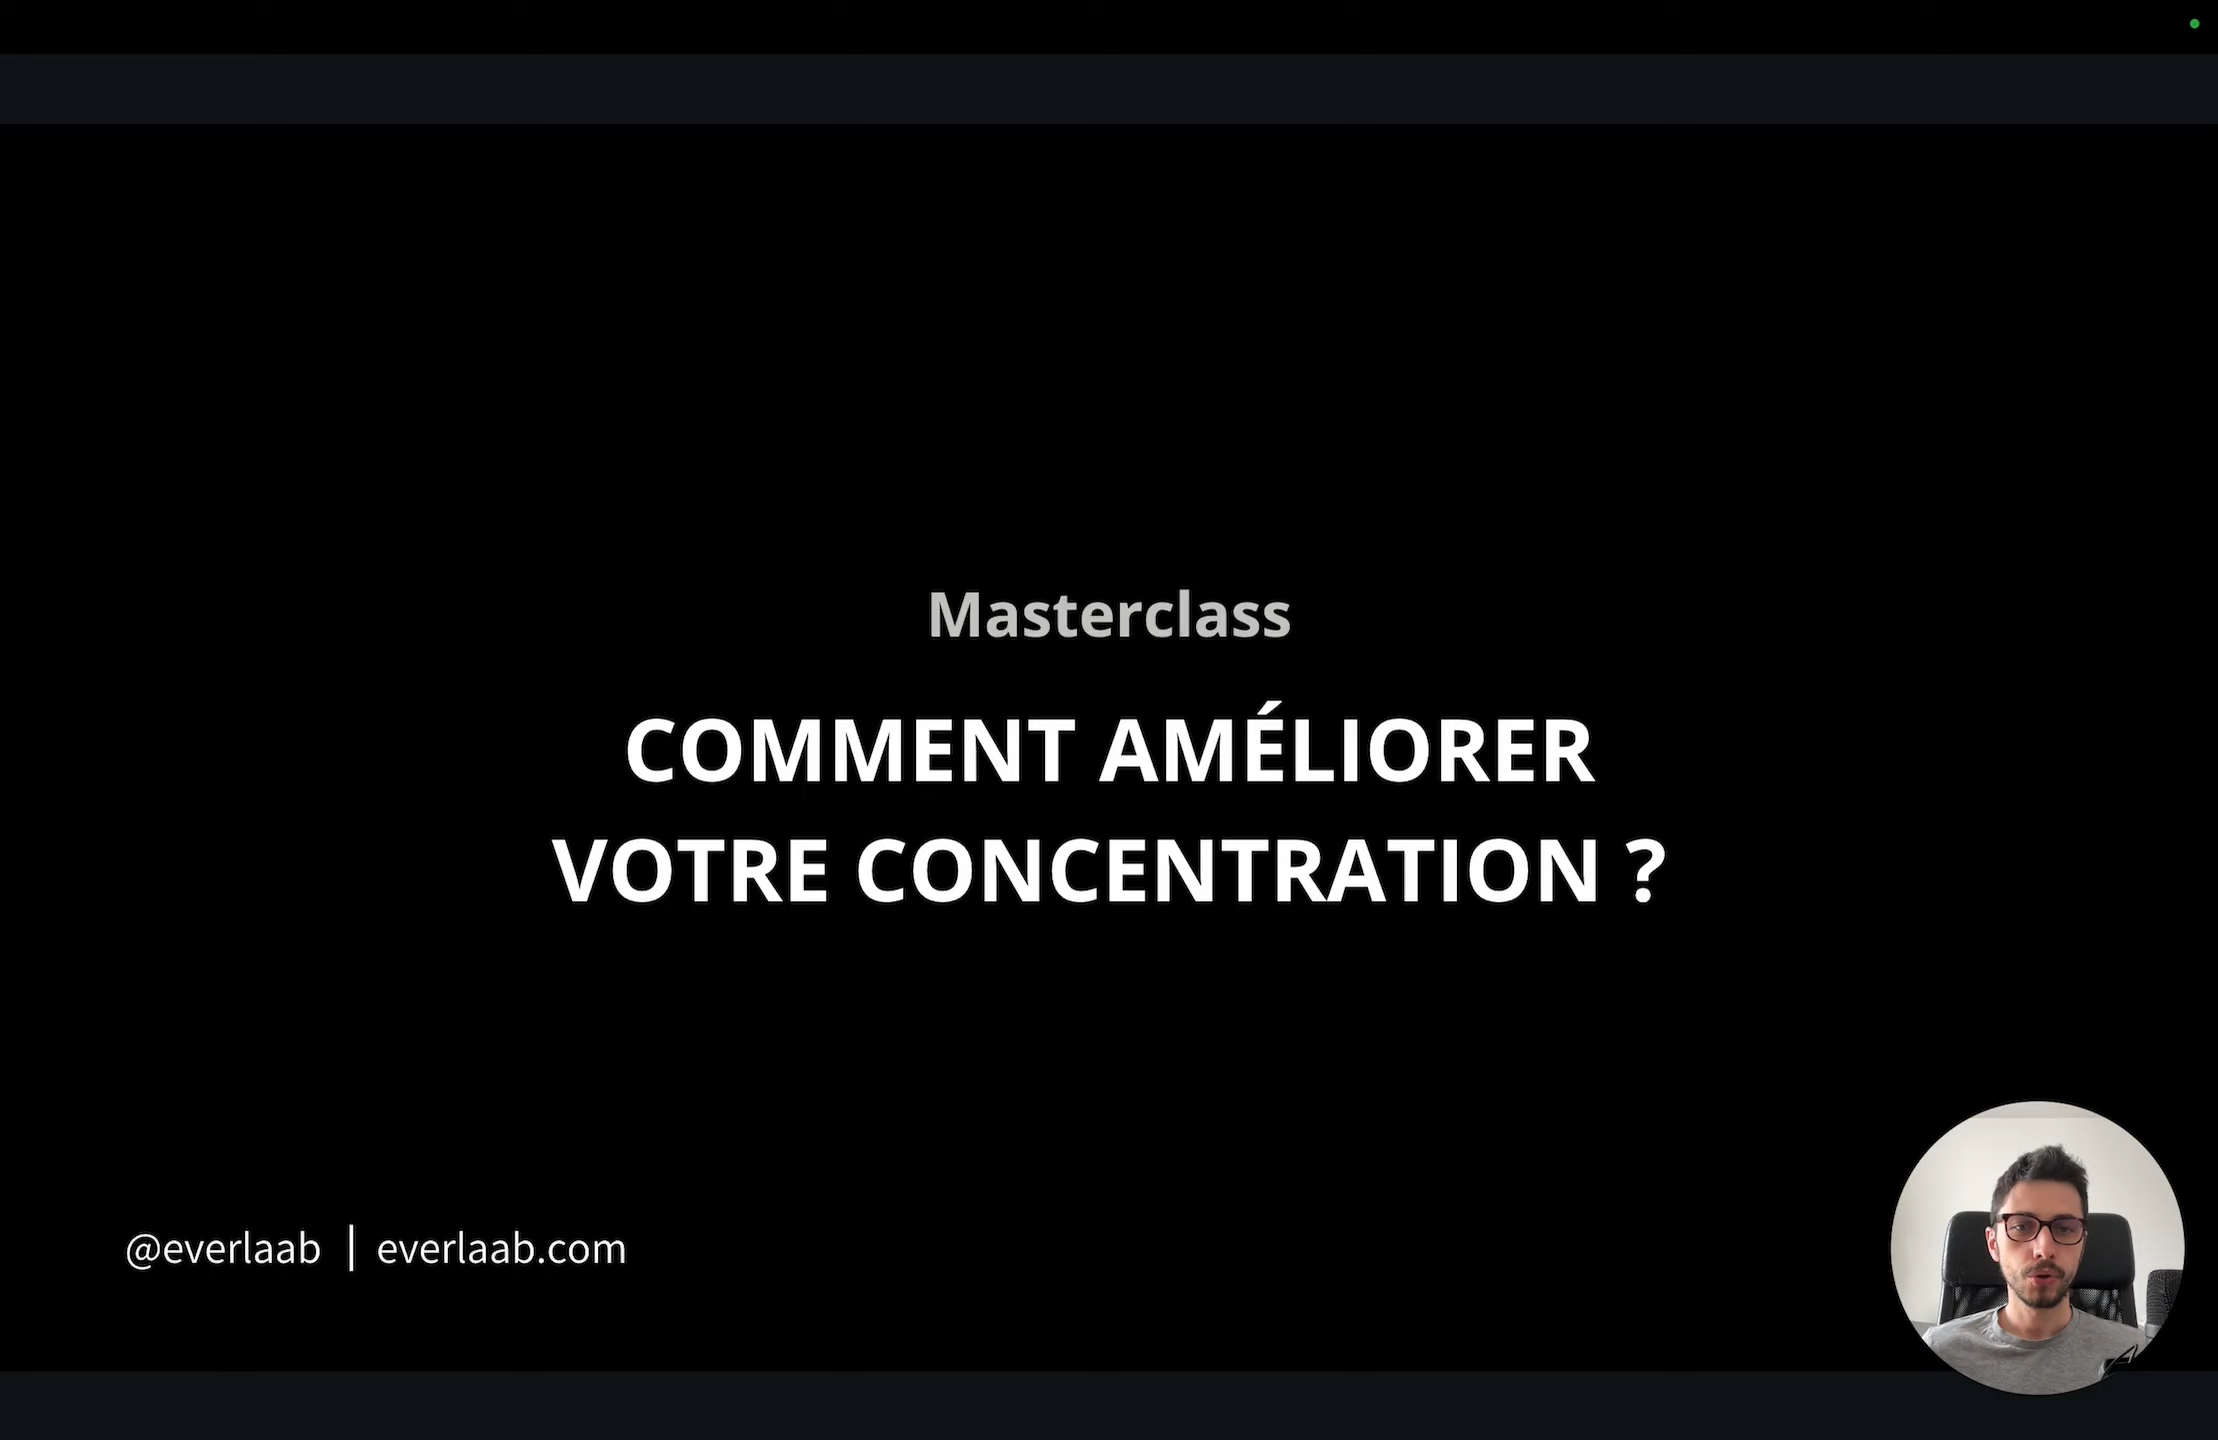 Masterclass
COMMENT AMÉLIORER
VOTRE CONCENTRATION ?
@everlaab | everlaab.com